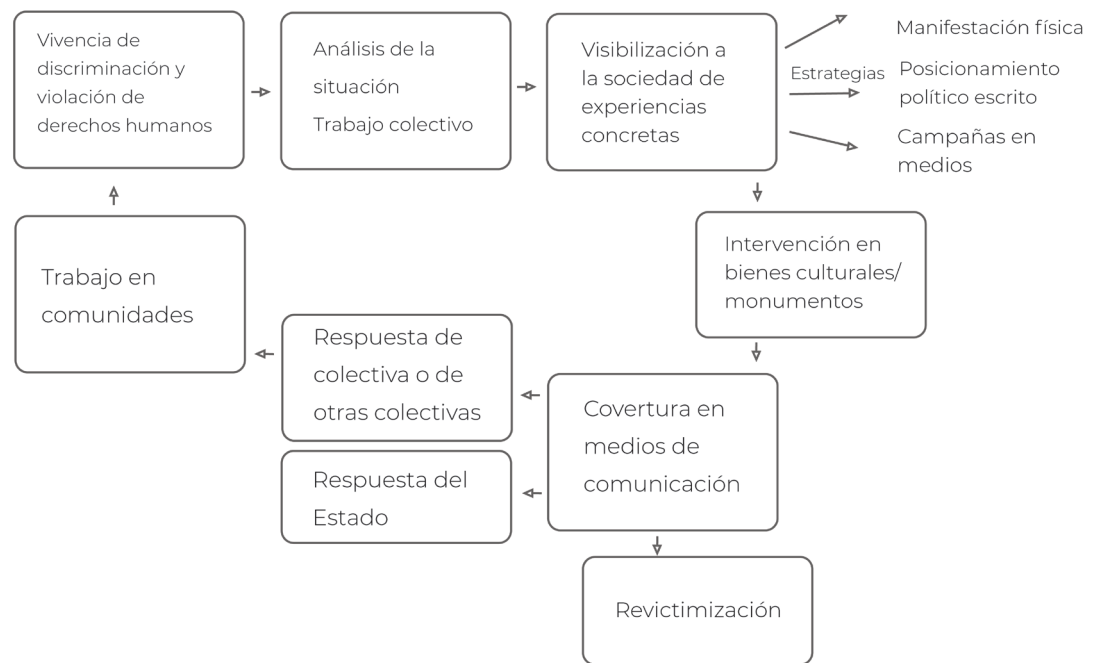 Vivencia de
discriminación y
violación de
derechos humanos
Análisis de la
situación
Trabajo colectivo
Visibilización a
la sociedad de
experiencias
concretas
Estrategias
Manifestación física
Posicionamiento
político escrito
Campañas en
medios
Intervención en
bienes culturales/
monumentos
Covertura en
medios de
comunicación
Respuesta de
colectiva o de
otras colectivas
Respuesta del
Estado
Trabajo en
comunidades
Revictimización